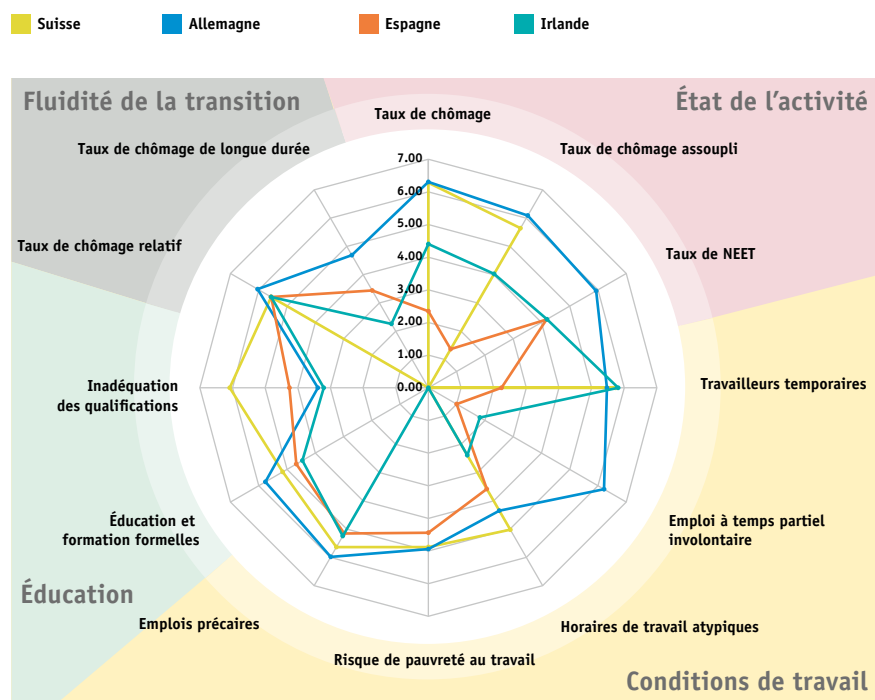 Suisse
Allemagne
Espagne
Irlande
Fluidité de la transition
État de l'activité
Taux de chômage
Taux de chômage de longue durée
Taux de chômage assoupli
7.00
6.00
5.00
4.00
3.00
2.00
1.00
0.00
Taux de chômage relatif
Taux de NEET
Inadéquation
des qualifications
Travailleurs temporaires
Éducation et
formation formelles
Emploi à temps partiel
involontaire
Éducation
Emplois précaires
Horaires de travail atypiques
Risque de pauvreté au travail
Conditions de travail